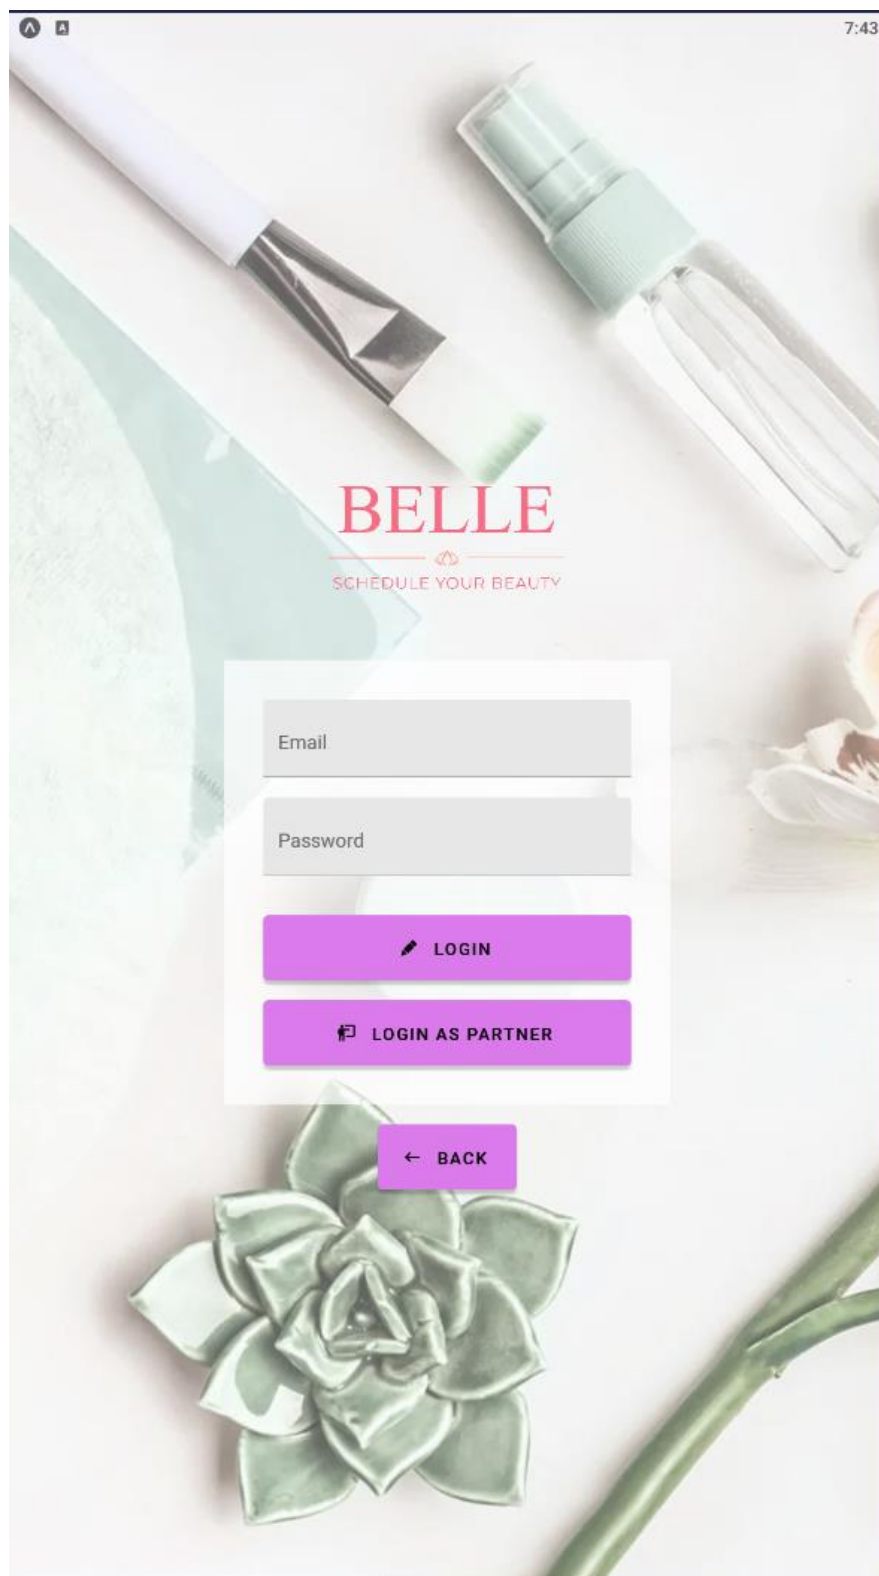 7:43
BELLE
SCHEDULE YOUR BEAUTY
Email
Password
LOGIN
LOGIN AS PARTNER
BACK